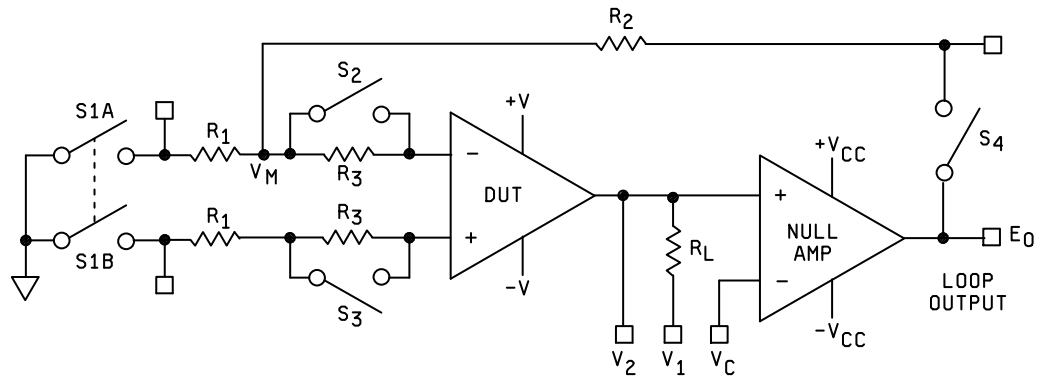 R2
S2
S1A
R1
+V
S4
+VCC
VM
R3
−
DUT
+
NULL
AMP
R1
R3
+
E0
S1B
RL
−
LOOP
OUTPUT
−V
S3
−VCC
V2
V1
VC